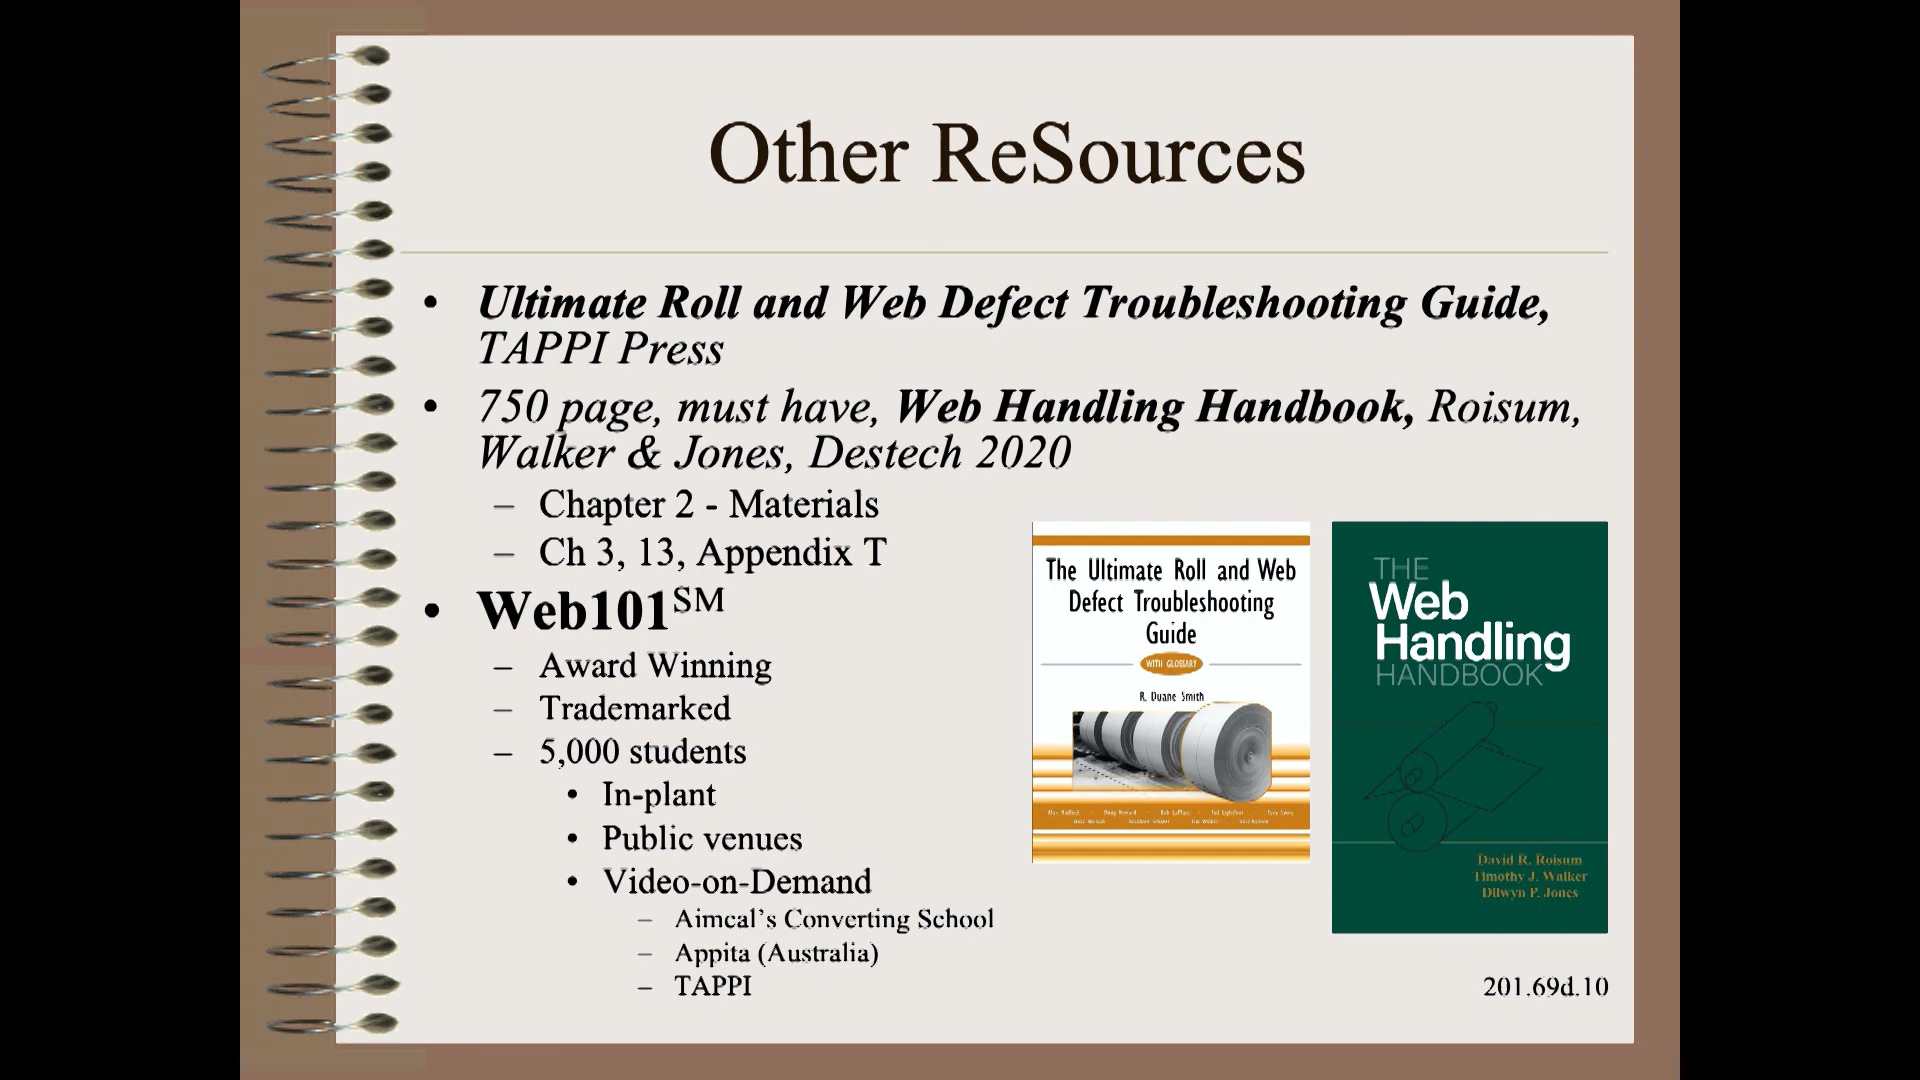 Other ReSources
• Ultimate Roll and Web Defect Troubleshooting Guide,
TAPPI Press
• 750 page, must have, Web Handling Handbook, Roisum,
Walker & Jones, Destech 2020
– Chapter 2 - Materials
– Ch 3, 13, Appendix T
• Web101SM
– Award Winning
– Trademarked
– 5,000 students
• In-plant
• Public venues
• Video-on-Demand
– Aimcal's Converting School
– Appita (Australia)
– TAPPI
The Ultimate Roll and Web
Defect Troubleshooting
Guide
WITH GLOSSARY
R. Duane Smith
THE
Web
Handling
HANDBOOK
David R. Roisum
Timothy J. Walker
Dilwyn P. Jones
201.69d.10